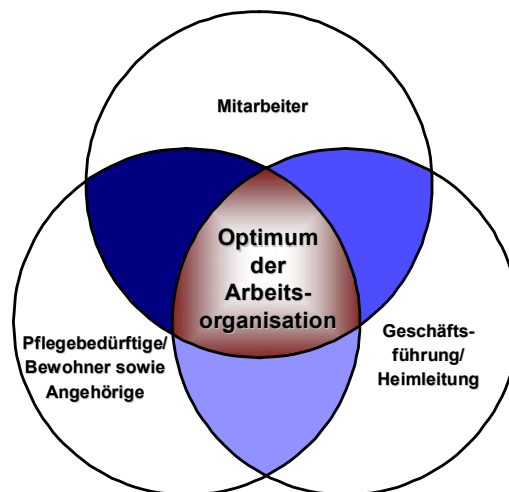 Mitarbeiter
Optimum
der
Arbeits-
organisation
Pflegebedürftige/
Bewohner sowie
Angehörige
Geschäfts-
führung/
Heimleitung